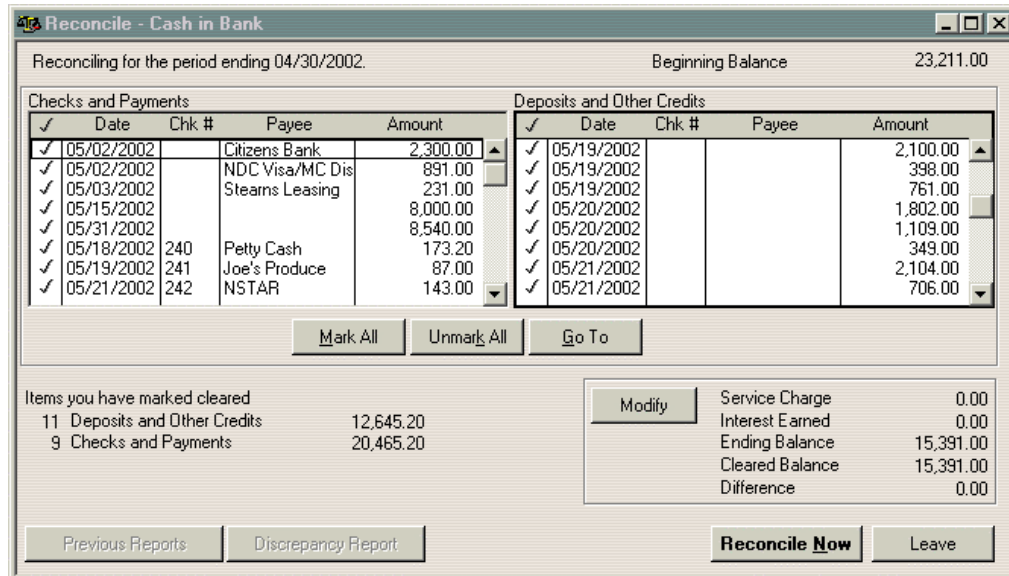 Reconcile - Cash in Bank
Reconciling for the period ending 04/30/2002. Beginning Balance 23,211.00
Checks and Payments
✓ Date Chk # Payee Amount
✓ 05/02/2002 Citizens Bank 2,300.00
✓ 05/02/2002 NDC Visa/MC Dis 891.00
✓ 05/03/2002 Stearns Leasing 231.00
✓ 05/15/2002 8,000.00
✓ 05/31/2002 8,540.00
✓ 05/18/2002 240 Petty Cash 173.20
✓ 05/19/2002 241 Joe's Produce 87.00
✓ 05/21/2002 242 NSTAR 143.00
Deposits and Other Credits
✓ Date Chk # Payee Amount
✓ 05/19/2002 2,100.00
✓ 05/19/2002 398.00
✓ 05/19/2002 761.00
✓ 05/20/2002 1,802.00
✓ 05/20/2002 1,109.00
✓ 05/20/2002 349.00
✓ 05/21/2002 2,104.00
✓ 05/21/2002 706.00
Mark All Unmark All Go To
Items you have marked cleared
11 Deposits and Other Credits 12,645.20
9 Checks and Payments 20,465.20
Modify
Service Charge 0.00
Interest Earned 0.00
Ending Balance 15,391.00
Cleared Balance 15,391.00
Difference 0.00
Previous Reports Discrepancy Report Reconcile Now Leave